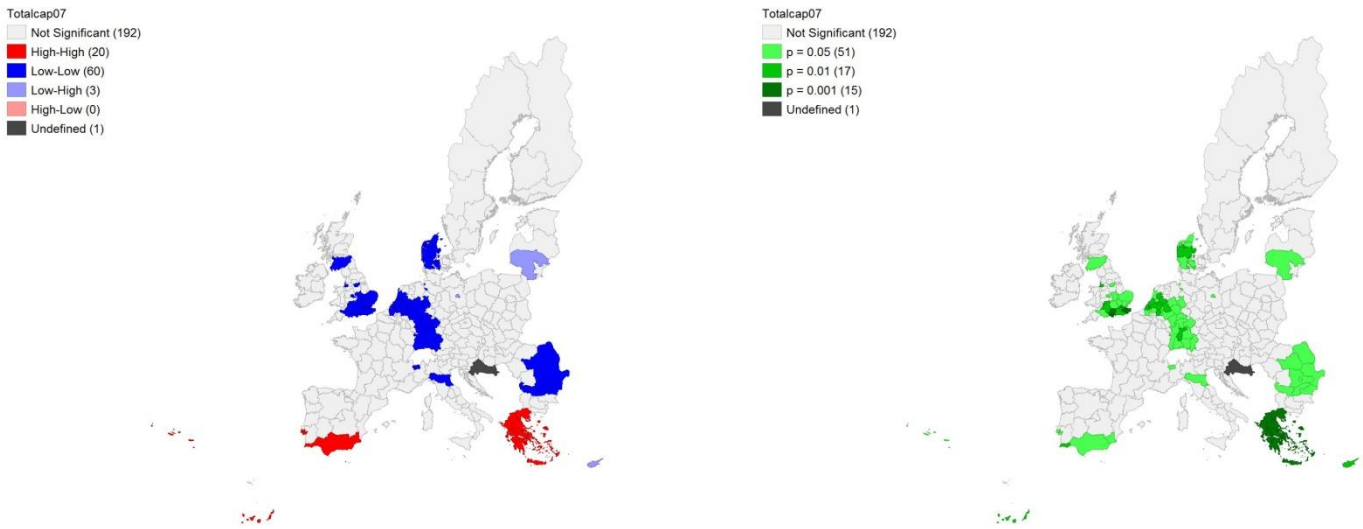 Totalcap07
Not Significant (192)
High-High (20)
Low-Low (60)
Low-High (3)
High-Low (0)
Undefined (1)
Totalcap07
Not Significant (192)
p = 0.05 (51)
p = 0.01 (17)
p = 0.001 (15)
Undefined (1)